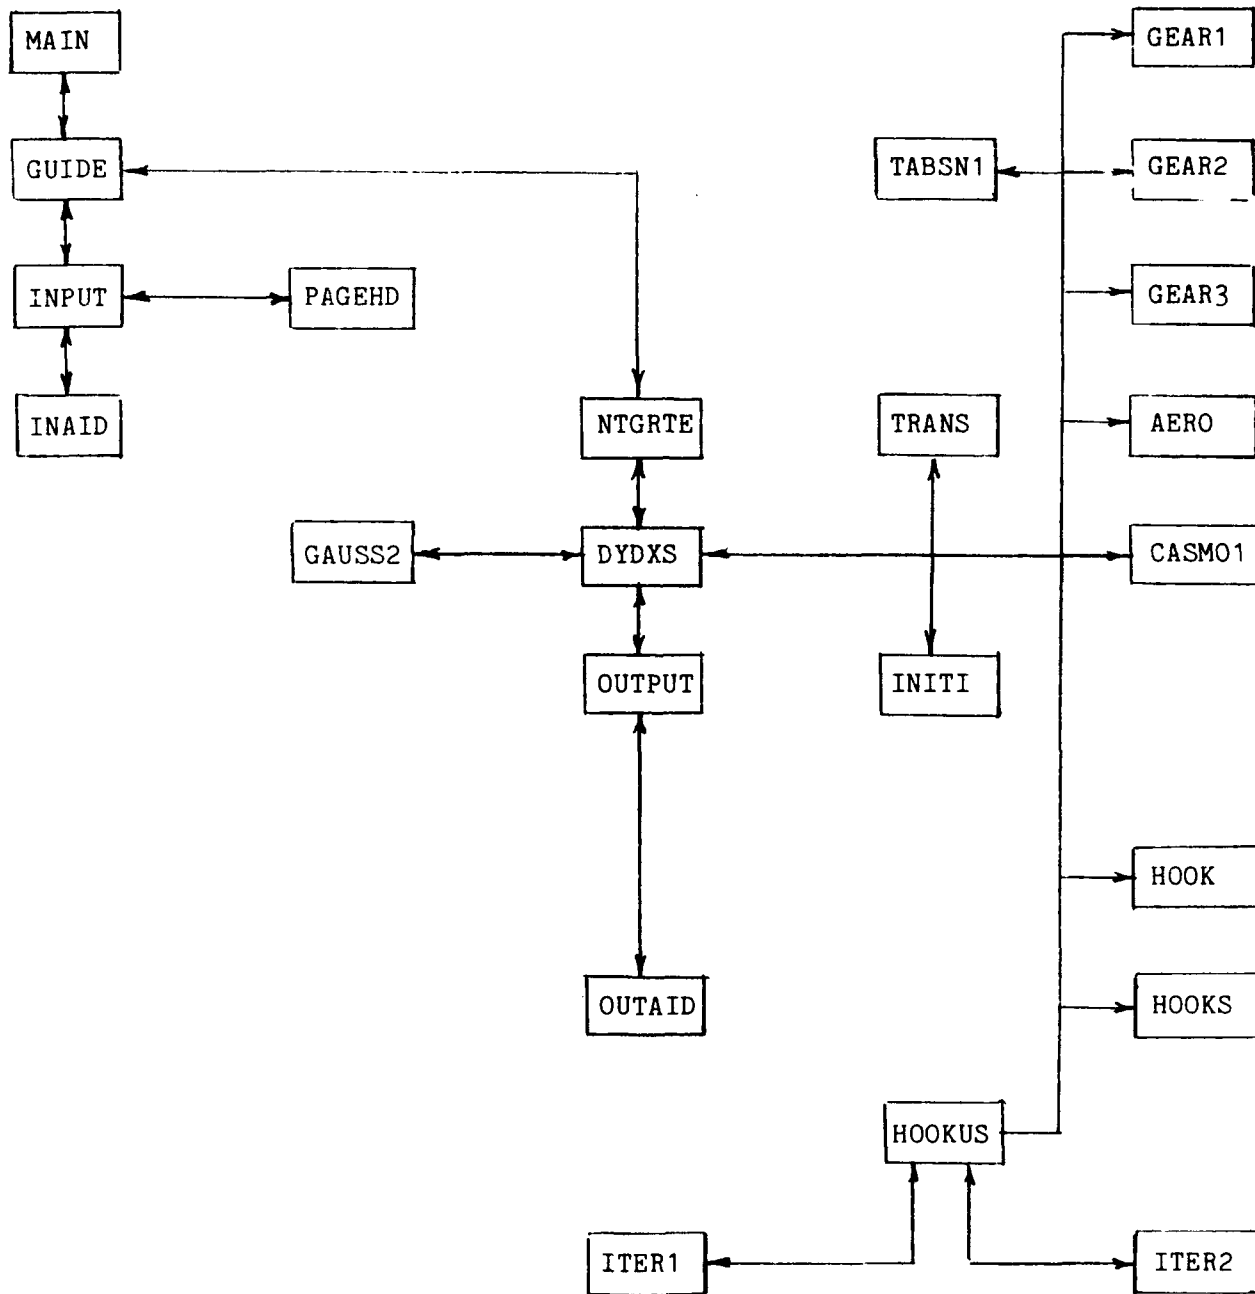 MAIN
GEAR1
GUIDE
TABSN1
GEAR2
INPUT
PAGEHD
GEAR3
INAID
NTGRTE
TRANS
AERO
GAUSS2
DYDXS
CASMO1
OUTPUT
INITI
HOOK
OUTAID
HOOKS
HOOKUS
ITER1
ITER2